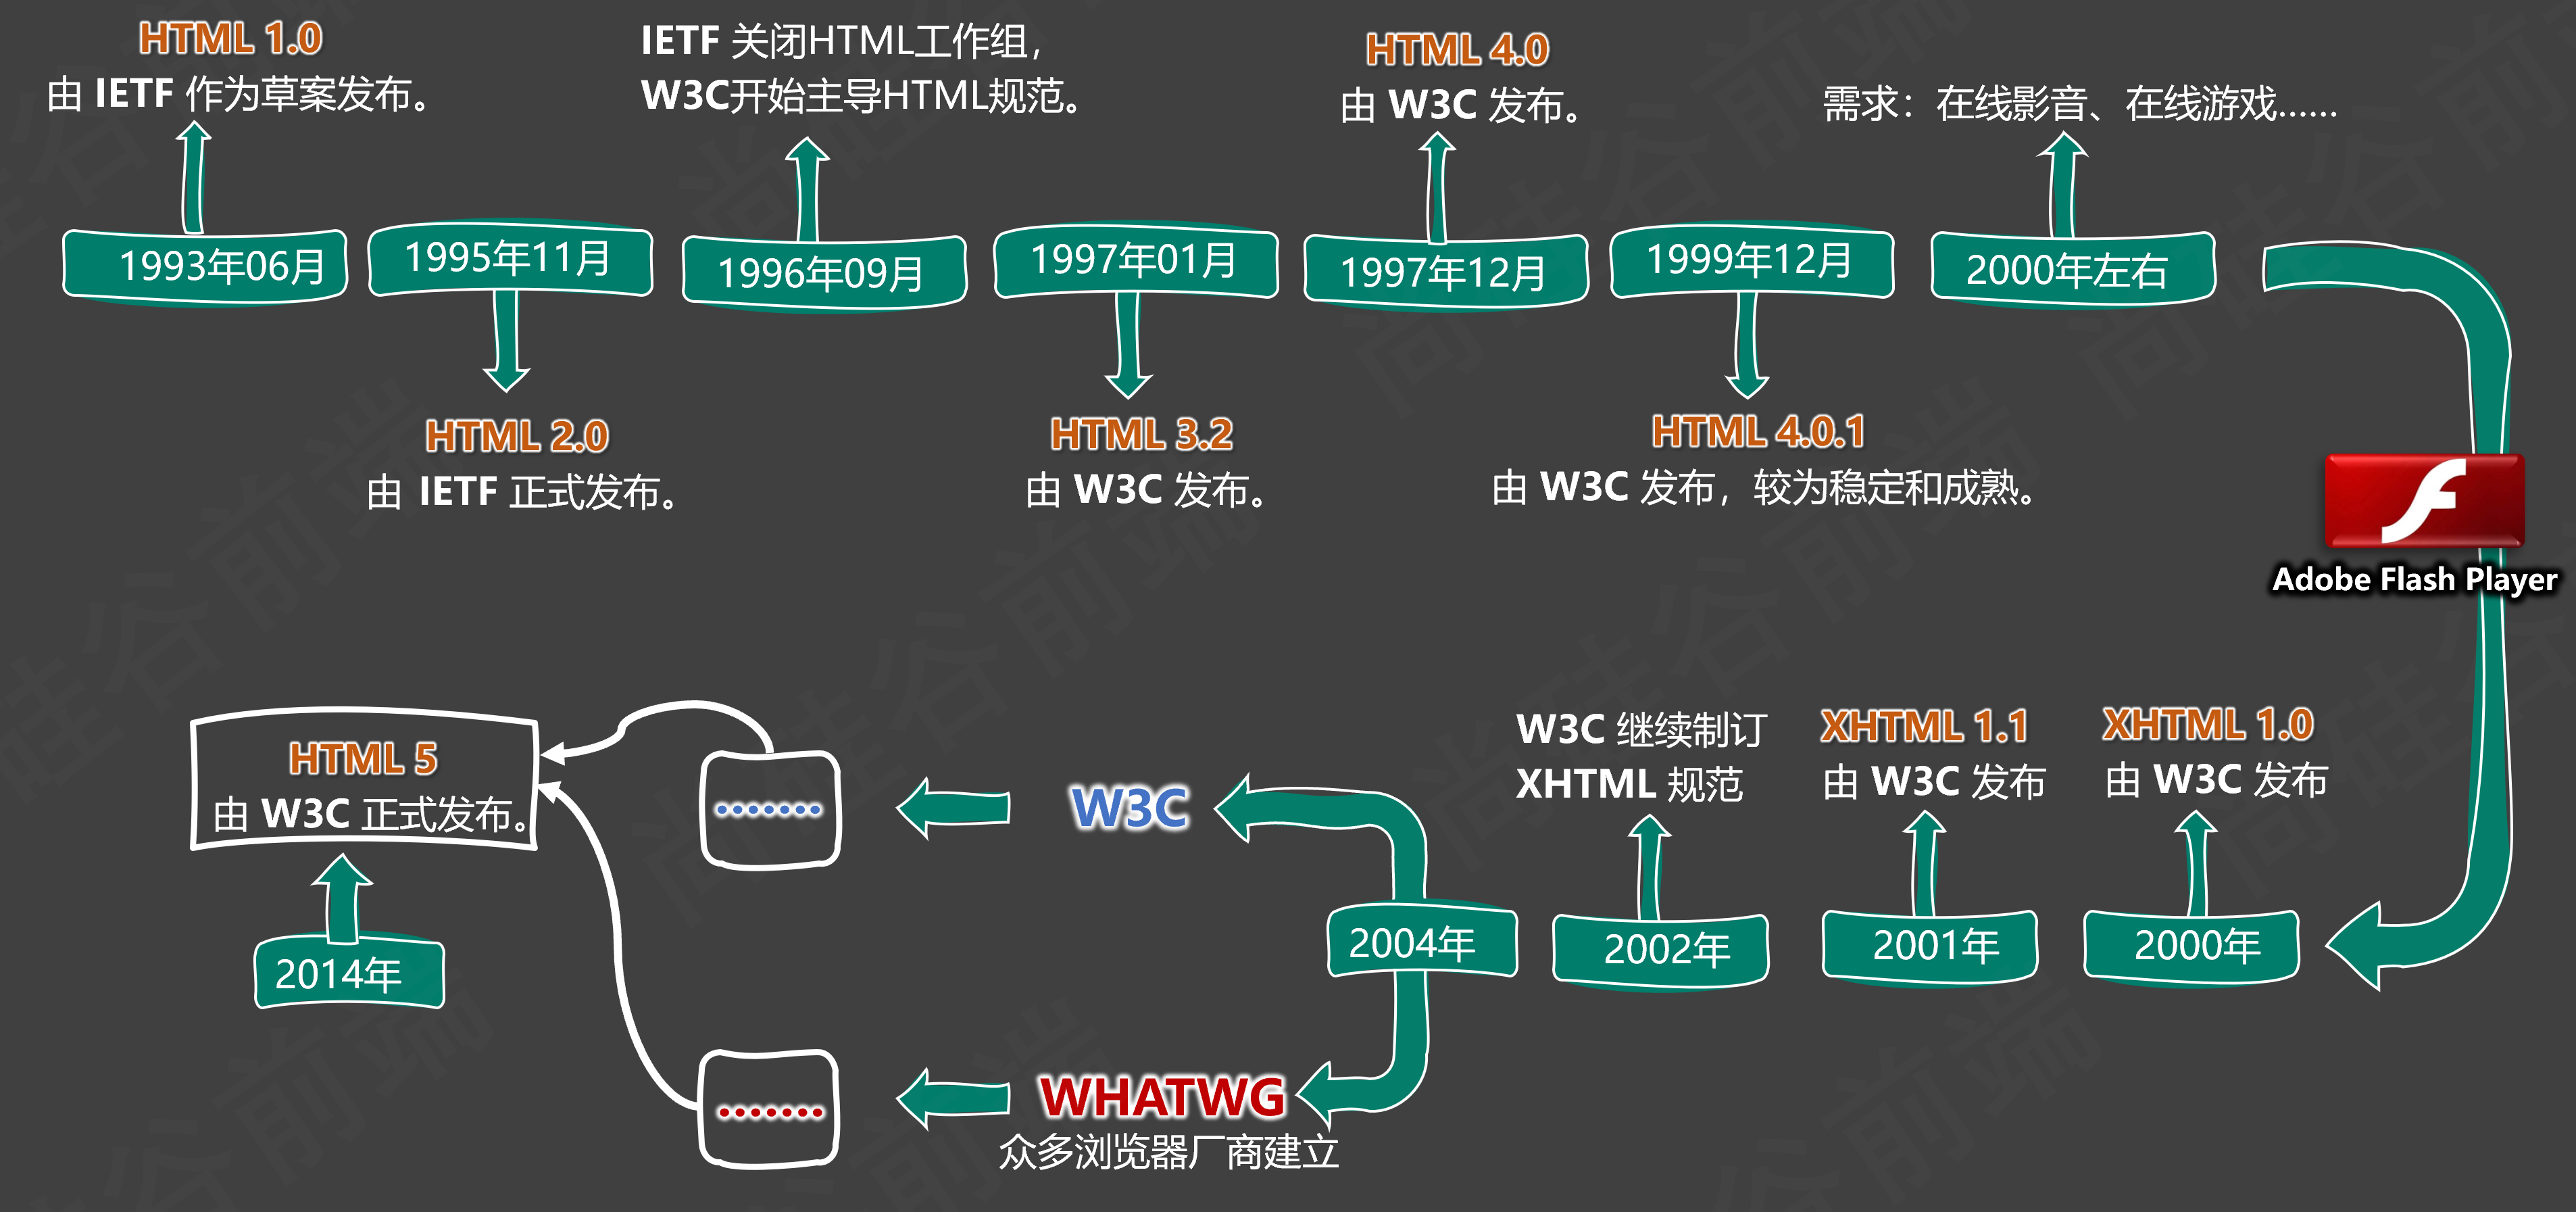 HTML 1.0
由 IETF 作为草案发布。
1993年06月
1995年11月
HTML 2.0
由 IETF 正式发布。
IETF 关闭HTML工作组，
W3C开始主导HTML规范。
1996年09月
1997年01月
HTML 3.2
由 W3C 发布。
HTML 4.0
由 W3C 发布。
1997年12月
1999年12月
HTML 4.0.1
由 W3C 发布，较为稳定和成熟。
需求：在线影音、在线游戏……
2000年左右
Adobe Flash Player
XHTML 1.0
由 W3C 发布
2000年
XHTML 1.1
由 W3C 发布
2001年
W3C 继续制订
XHTML 规范
2002年
2004年
W3C
.......
WHATWG
众多浏览器厂商建立
.......
HTML 5
由 W3C 正式发布。
2014年
尚硅谷前端